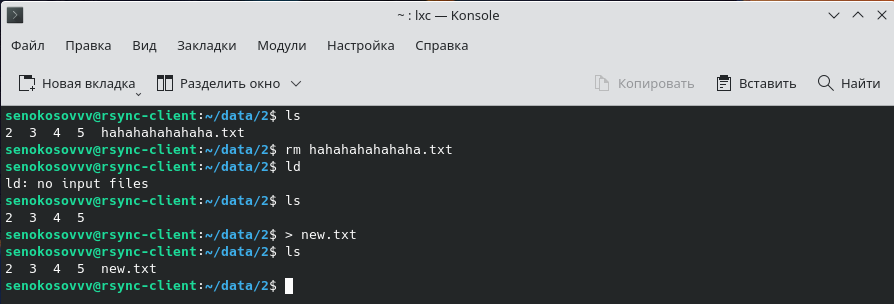 ~ : lxc — Konsole
Файл Правка Вид Закладки Модули Настройка Справка
Новая вкладка Разделить окно Копировать Вставить Найти
senokosovvv@rsync-client:~/data/2$ ls
2  3  4  5  hahahahahahaha.txt
senokosovvv@rsync-client:~/data/2$ rm hahahahahahaha.txt
senokosovvv@rsync-client:~/data/2$ ld
ld: no input files
senokosovvv@rsync-client:~/data/2$ ls
2  3  4  5
senokosovvv@rsync-client:~/data/2$ > new.txt
senokosovvv@rsync-client:~/data/2$ ls
2  3  4  5  new.txt
senokosovvv@rsync-client:~/data/2$